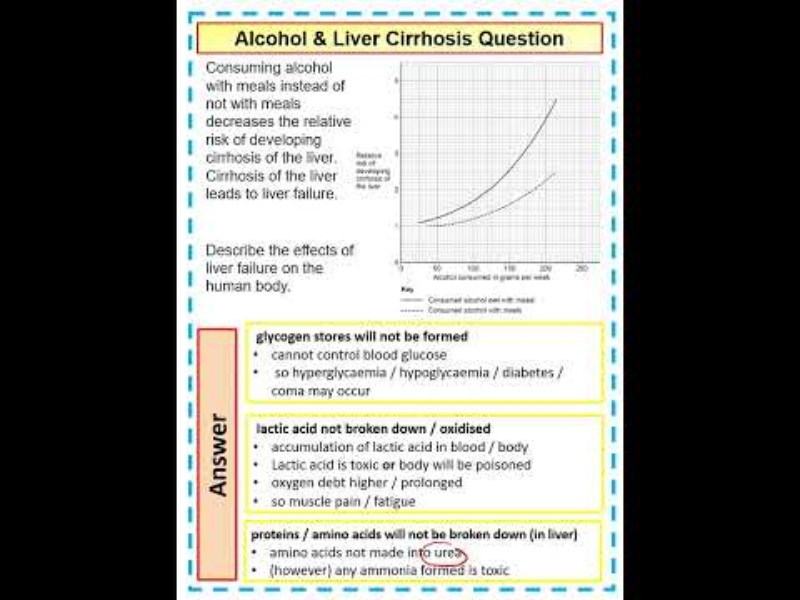 Alcohol & Liver Cirrhosis Question
Consuming alcohol
with meals instead of
not with meals
decreases the relative
risk of developing
cirrhosis of the liver.
Cirrhosis of the liver
leads to liver failure.
Describe the effects of
liver failure on the
human body.
Relative
risk of
developing
cirrhosis of
the liver
3
2
1
0
0 50 100 150 200 250
Alcohol consumed in grams per week
Key
Consumed alcohol not with meals
Consumed alcohol with meals
Answer
glycogen stores will not be formed
• cannot control blood glucose
• so hyperglycaemia / hypoglycaemia / diabetes /
coma may occur
lactic acid not broken down / oxidised
• accumulation of lactic acid in blood / body
• Lactic acid is toxic or body will be poisoned
• oxygen debt higher / prolonged
• so muscle pain / fatigue
proteins / amino acids will not be broken down (in liver)
• amino acids not made into urea
• (however) any ammonia formed is toxic